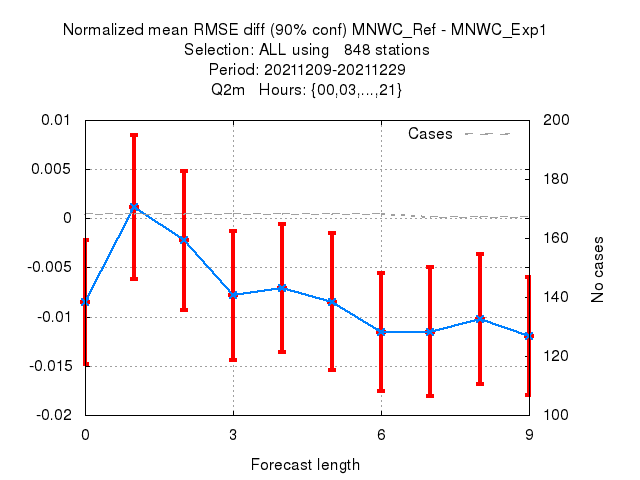 Normalized mean RMSE diff (90% conf) MNWC_Ref - MNWC_Exp1
Selection: ALL using   848 stations
Period: 20211209-20211229
Q2m   Hours: {00,03,...,21}
0.01
0.005
0
-0.005
-0.01
-0.015
-0.02
Cases
200
180
160
140
120
100
No cases
0 3 6 9
Forecast length